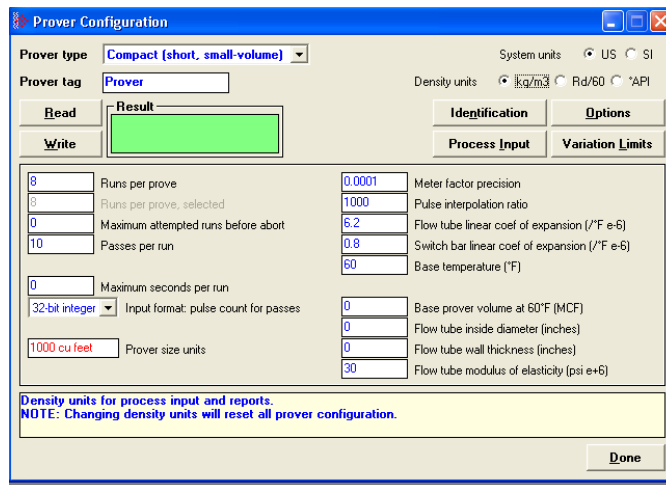 Prover Configuration
Prover type Compact (short, small-volume) System units US SI
Prover tag Prover Density units kg/m3 Rd/60 °API
Read Result Identification Options
Write Process Input Variation Limits
8 Runs per prove 0.0001 Meter factor precision
8 Runs per prove, selected 1000 Pulse interpolation ratio
0 Maximum attempted runs before abort 6.2 Flow tube linear coef of expansion (/°F e-6)
10 Passes per run 0.8 Switch bar linear coef of expansion (/°F e-6)
60 Base temperature (°F)
0 Maximum seconds per run
32-bit integer Input format: pulse count for passes 0 Base prover volume at 60°F (MCF)
0 Flow tube inside diameter (inches)
1000 cu feet Prover size units 0 Flow tube wall thickness (inches)
30 Flow tube modulus of elasticity (psi e+6)
Density units for process input and reports.
NOTE: Changing density units will reset all prover configuration.
Done